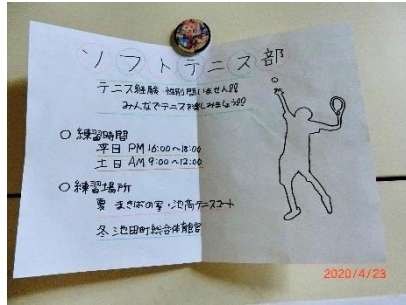 ソフトテニス部
テニス経験 性別問いません!!
みんなでテニスを楽しみましょう!!
○練習時間
平日 PM 16:00~18:00
土日 AM 9:00~12:00
○練習場所
夏 まきばの家・池高テニスコート
冬 池田町総合体育館
2020/4/23